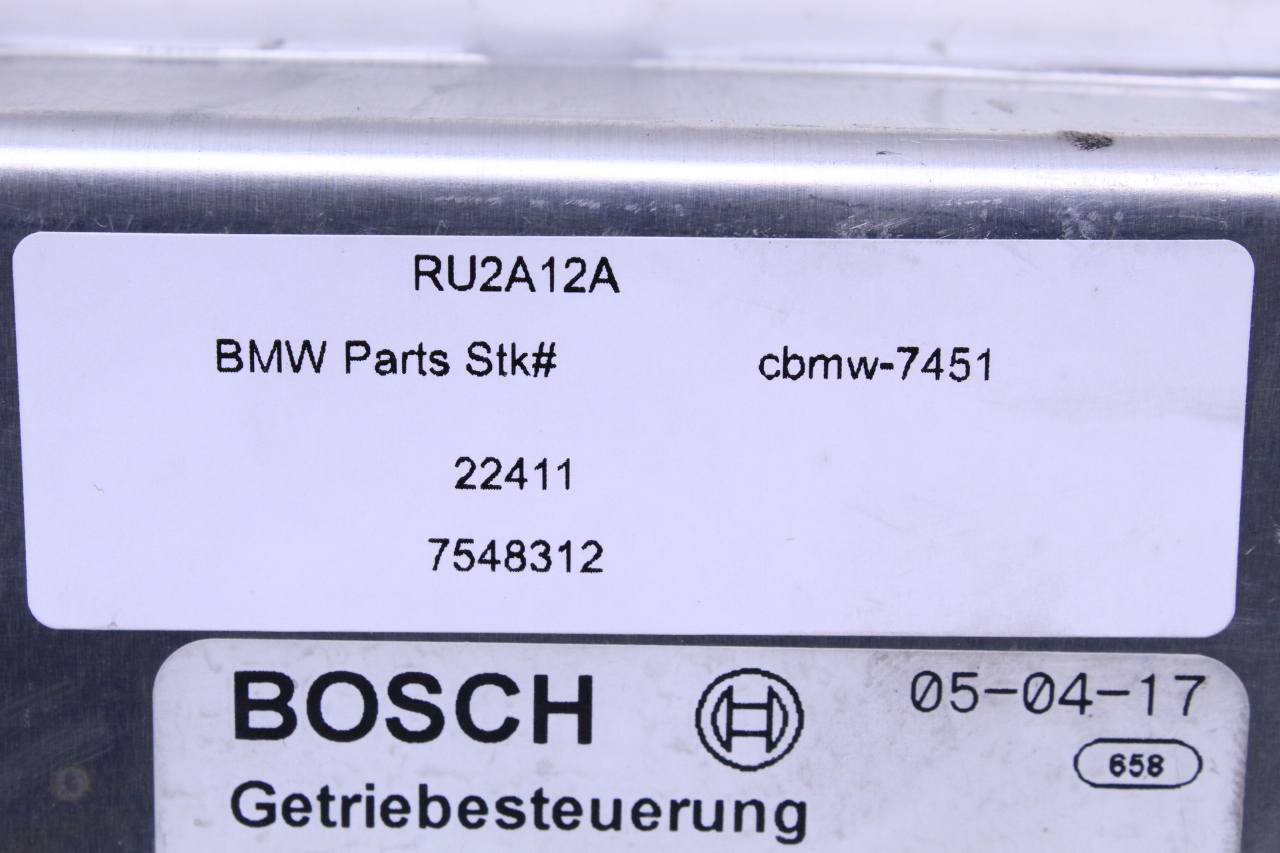 RU2A12A
BMW Parts Stk# cbmw-7451
22411
7548312
BOSCH 05-04-17
658
Getriebesteuerung